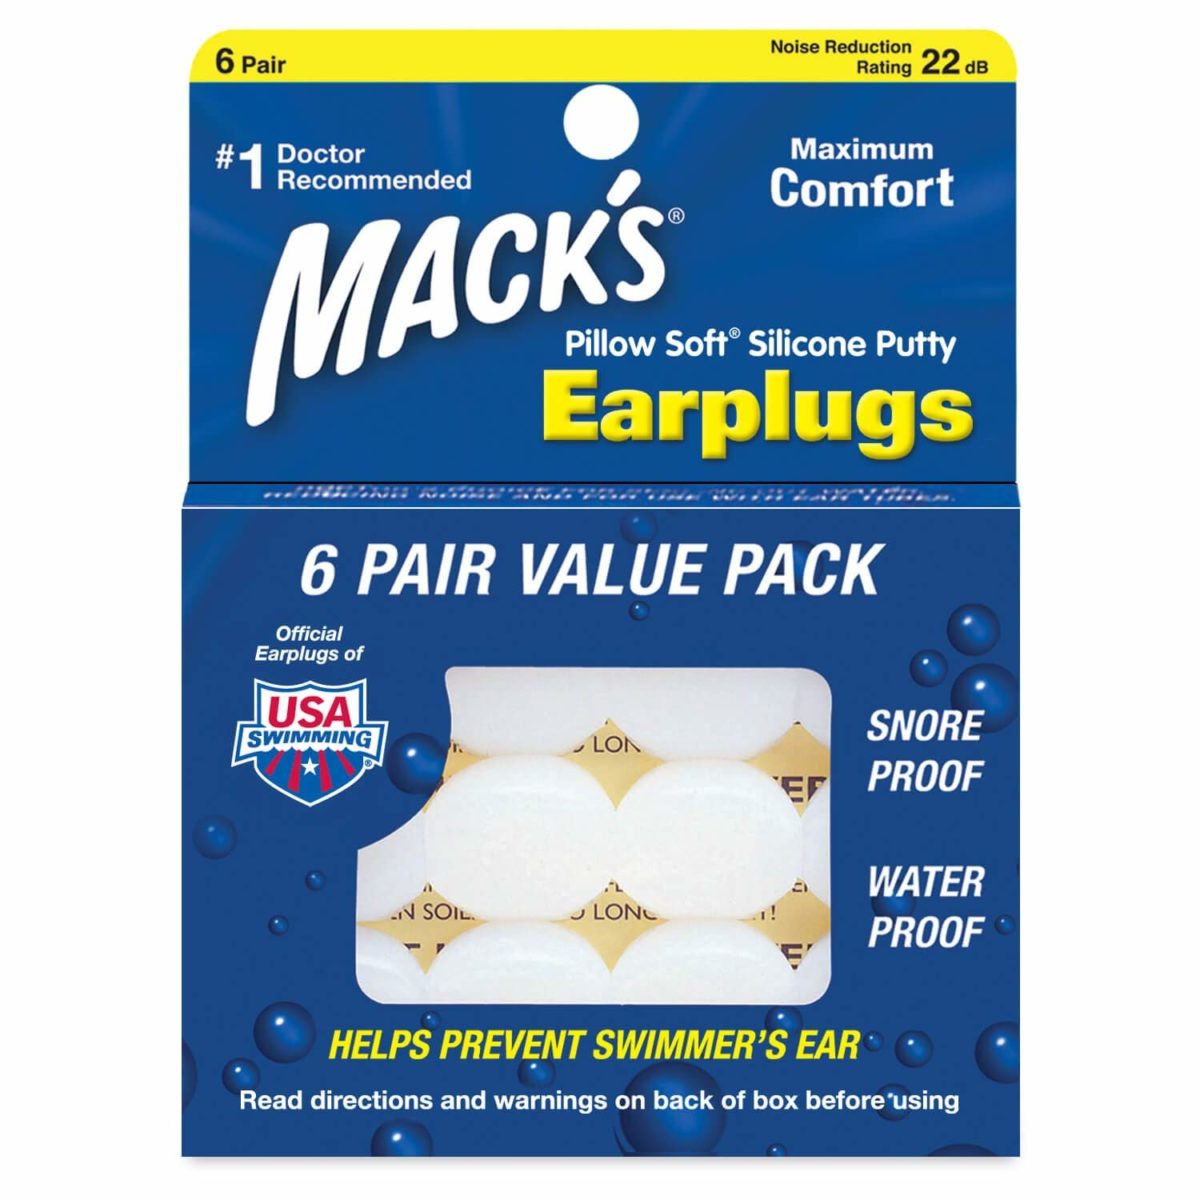 6 Pair
Noise Reduction
Rating 22 dB
#1 Doctor
Recommended
Maximum
Comfort
MACK'S®
Pillow Soft® Silicone Putty
Earplugs
6 PAIR VALUE PACK
Official
Earplugs of
USA
SWIMMING®
SNORE
PROOF
WATER
PROOF
HELPS PREVENT SWIMMER'S EAR
Read directions and warnings on back of box before using